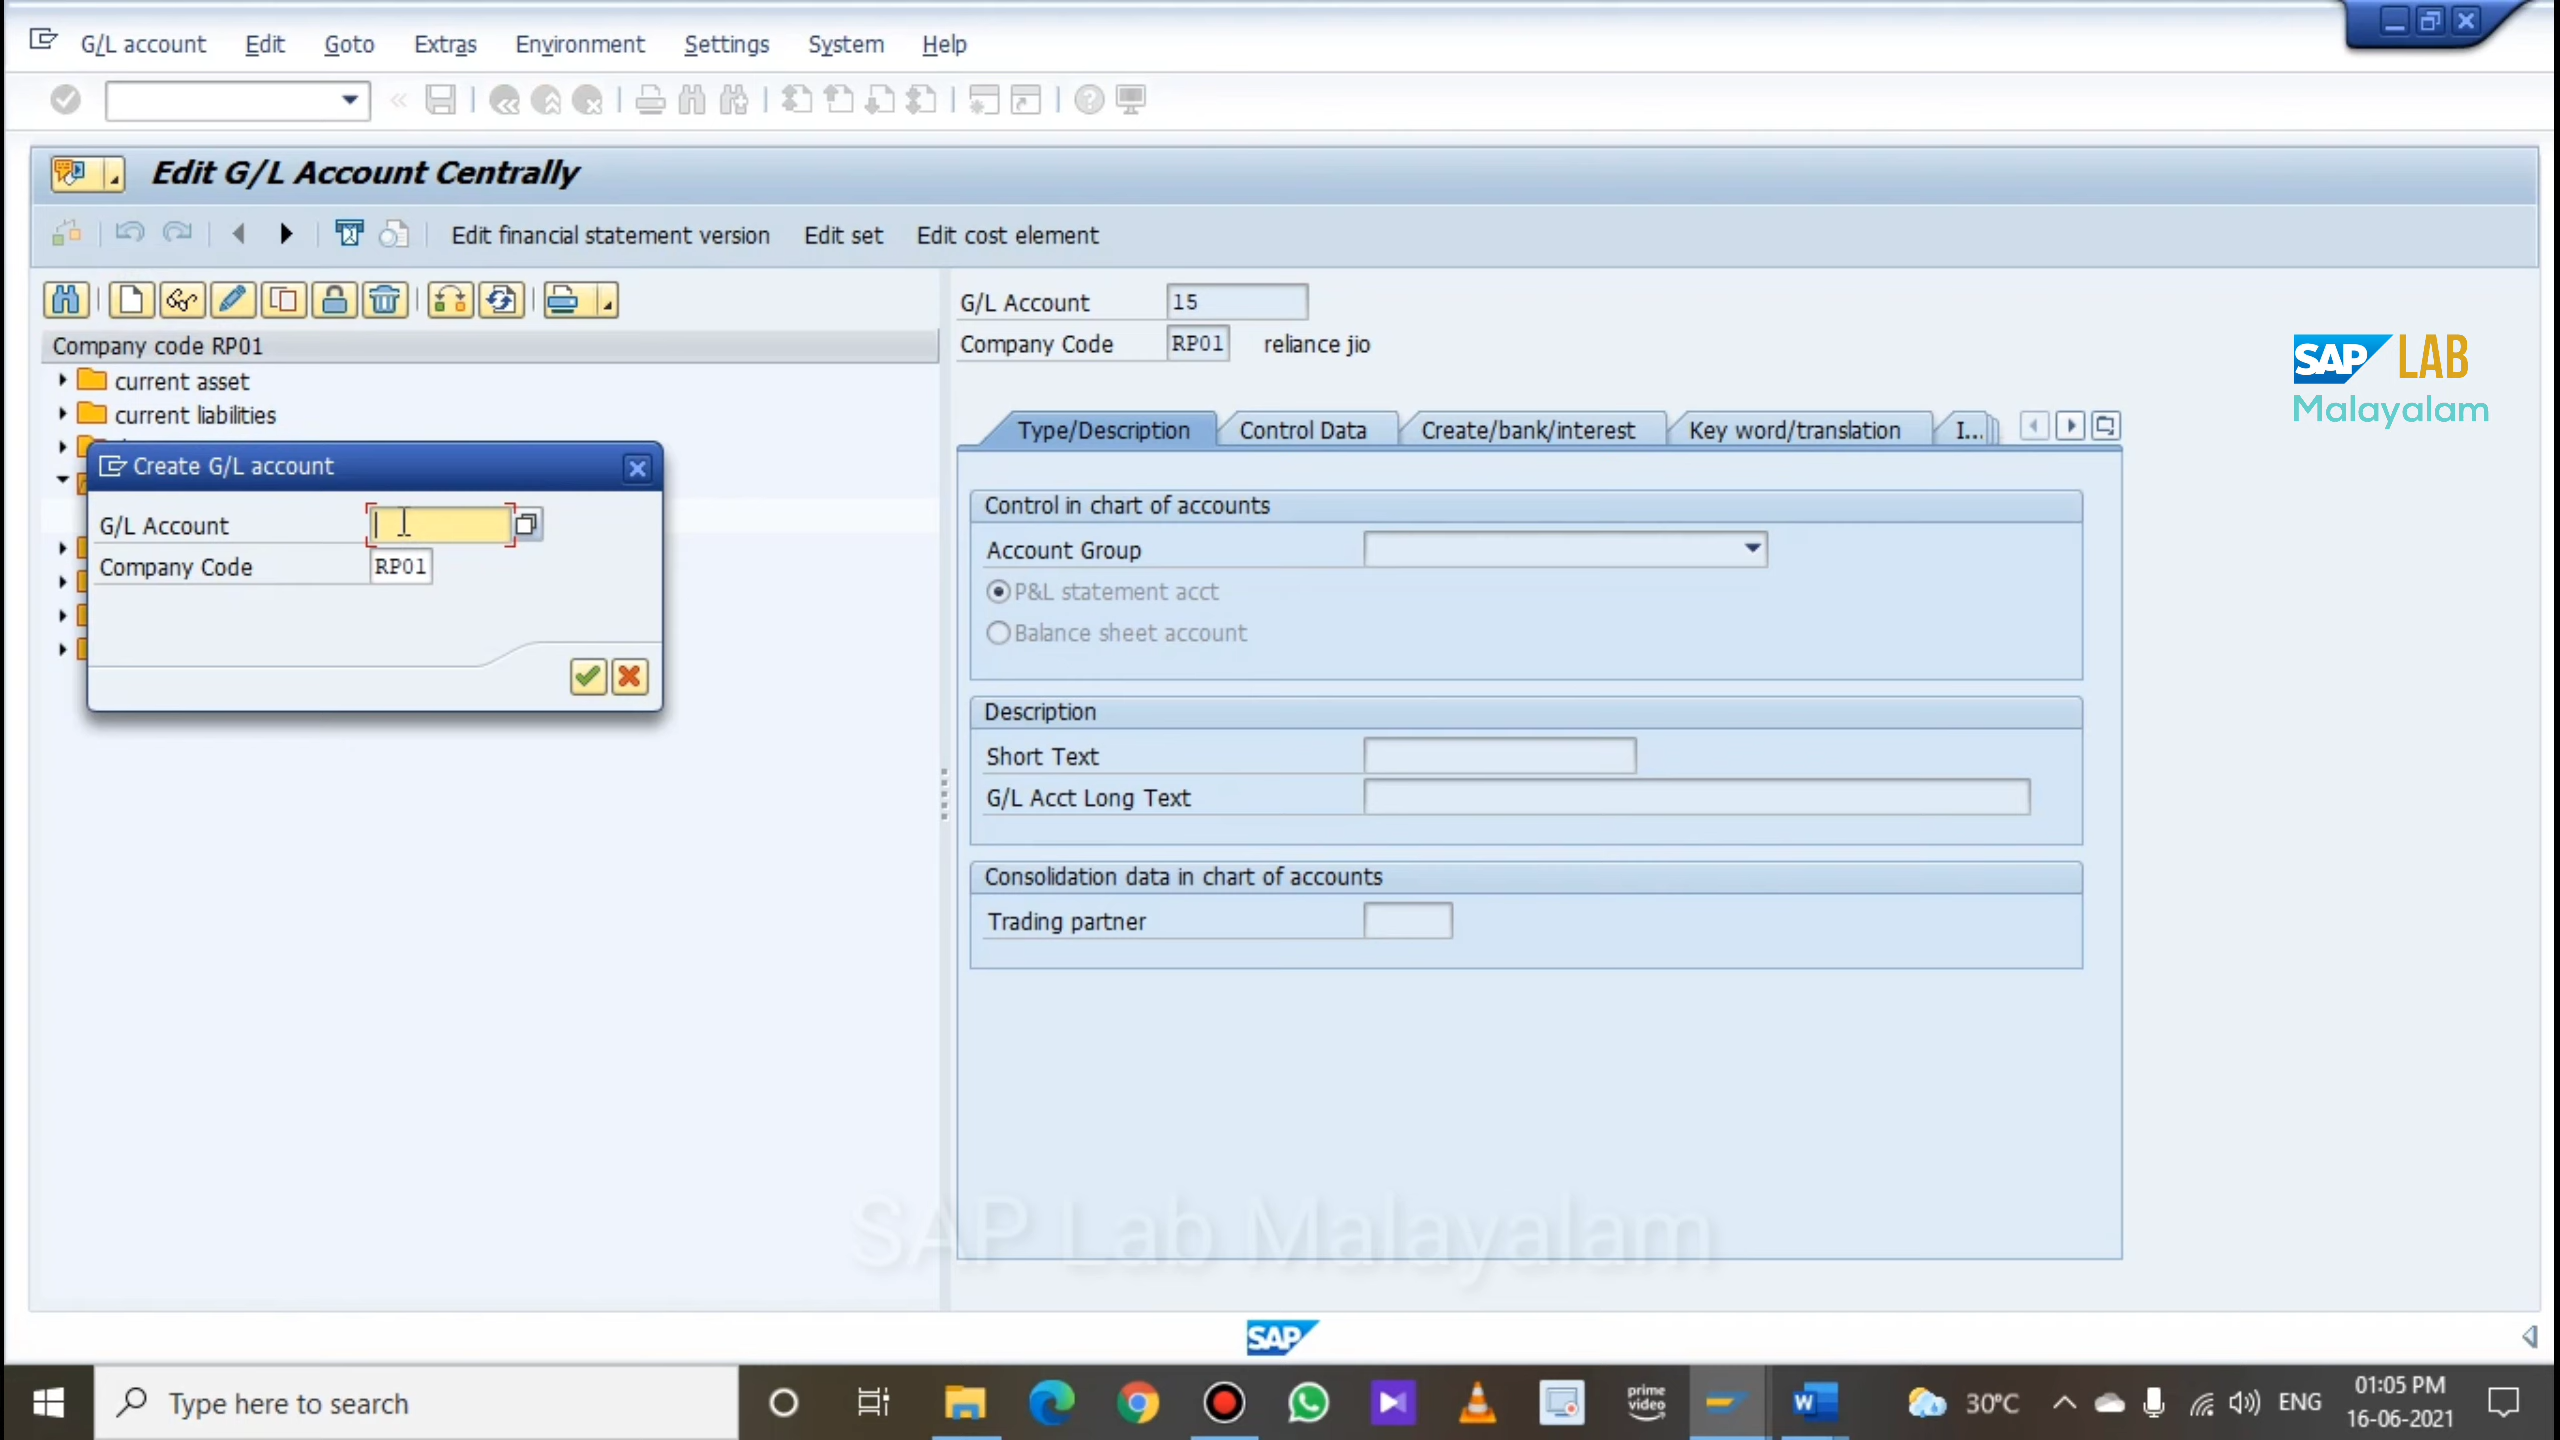 G/L account Edit Goto Extras Environment Settings System Help
Edit G/L Account Centrally
Edit financial statement version Edit set Edit cost element
Company code RP01
current asset
current liabilities
Create G/L account
G/L Account
Company Code RP01
G/L Account 15
Company Code RP01 reliance jio
SAP LAB
Malayalam
Type/Description Control Data Create/bank/interest Key word/translation I...
Control in chart of accounts
Account Group
P&L statement acct
Balance sheet account
Description
Short Text
G/L Acct Long Text
Consolidation data in chart of accounts
Trading partner
SAP Lab Malayalam
SAP
Type here to search
prime
video
W
30°C
ENG
01:05 PM
16-06-2021